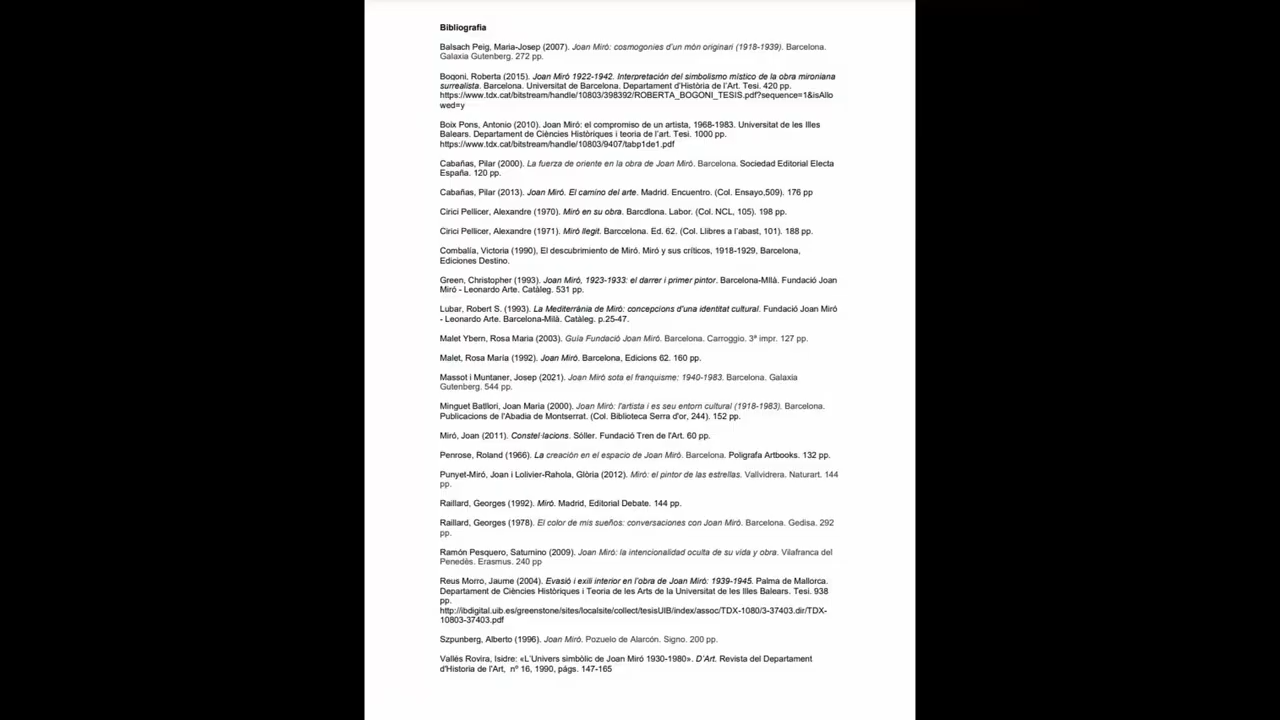 Bibliografia
Balsach Peig, Maria-Josep (2007). Joan Miró: cosmogonies d'un món originari (1918-1939). Barcelona.
Galaxia Gutenberg. 272 pp.
Bogoni, Roberta (2015). Joan Miró 1922-1942. Interpretación del simbolismo místico de la obra mironiana
surrealista. Barcelona. Universitat de Barcelona. Departament d'Història de l'Art. Tesi. 420 pp.
https://www.tdx.cat/bitstream/handle/10803/398392/ROBERTA_BOGONI_TESIS.pdf?sequence=1&isAllo
wed=y
Boix Pons, Antonio (2010). Joan Miró: el compromiso de un artista, 1968-1983. Universitat de les Illes
Balears. Departament de Ciències Històriques i teoria de l'art. Tesi. 1000 pp.
https://www.tdx.cat/bitstream/handle/10803/9407/tabp1de1.pdf
Cabañas, Pilar (2000). La fuerza de oriente en la obra de Joan Miró. Barcelona. Sociedad Editorial Electa
España. 120 pp.
Cabañas, Pilar (2013). Joan Miró. El camino del arte. Madrid. Encuentro. (Col. Ensayo,509). 176 pp
Cirici Pellicer, Alexandre (1970). Miró en su obra. Barcdlona. Labor. (Col. NCL, 105). 198 pp.
Cirici Pellicer, Alexandre (1971). Miró llegit. Barccelona. Ed. 62. (Col. Llibres a l'abast, 101). 188 pp.
Combalía, Victoria (1990), El descubrimiento de Miró. Miró y sus críticos, 1918-1929, Barcelona,
Ediciones Destino.
Green, Christopher (1993). Joan Miró, 1923-1933: el darrer i primer pintor. Barcelona-MIlà. Fundació Joan
Miró - Leonardo Arte. Catàleg. 531 pp.
Lubar, Robert S. (1993). La Mediterrània de Miró: concepcions d'una identitat cultural. Fundació Joan Miró
- Leonardo Arte. Barcelona-Milà. Catàleg. p.25-47.
Malet Ybern, Rosa Maria (2003). Guía Fundació Joan Miró. Barcelona. Carroggio. 3ª impr. 127 pp.
Malet, Rosa María (1992). Joan Miró. Barcelona, Edicions 62. 160 pp.
Massot i Muntaner, Josep (2021). Joan Miró sota el franquisme: 1940-1983. Barcelona. Galaxia
Gutenberg. 544 pp.
Minguet Batllori, Joan Maria (2000). Joan Miró: l'artista i es seu entorn cultural (1918-1983). Barcelona.
Publicacions de l'Abadia de Montserrat. (Col. Biblioteca Serra d'or, 244). 152 pp.
Miró, Joan (2011). Constel·lacions. Sóller. Fundació Tren de l'Art. 60 pp.
Penrose, Roland (1966). La creación en el espacio de Joan Miró. Barcelona. Poligrafa Artbooks. 132 pp.
Punyet-Miró, Joan i Lolivier-Rahola, Glòria (2012). Miró: el pintor de las estrellas. Vallvidrera. Naturart. 144
pp.
Raillard, Georges (1992). Miró. Madrid, Editorial Debate. 144 pp.
Raillard, Georges (1978). El color de mis sueños: conversaciones con Joan Miró. Barcelona. Gedisa. 292
pp.
Ramón Pesquero, Saturnino (2009). Joan Miró: la intencionalidad oculta de su vida y obra. Vilafranca del
Penedès. Erasmus. 240 pp
Reus Morro, Jaume (2004). Evasió i exili interior en l'obra de Joan Miró: 1939-1945. Palma de Mallorca.
Departament de Ciències Històriques i Teoria de les Arts de la Universitat de les Illes Balears. Tesi. 938
pp.
http://ibdigital.uib.es/greenstone/sites/localsite/collect/tesisUIB/index/assoc/TDX-1080/3-37403.dir/TDX-
10803-37403.pdf
Szpunberg, Alberto (1996). Joan Miró. Pozuelo de Alarcón. Signo. 200 pp.
Vallés Rovira, Isidre: «L'Univers simbòlic de Joan Miró 1930-1980». D'Art. Revista del Departament
d'Historia de l'Art, nº 16, 1990, págs. 147-165